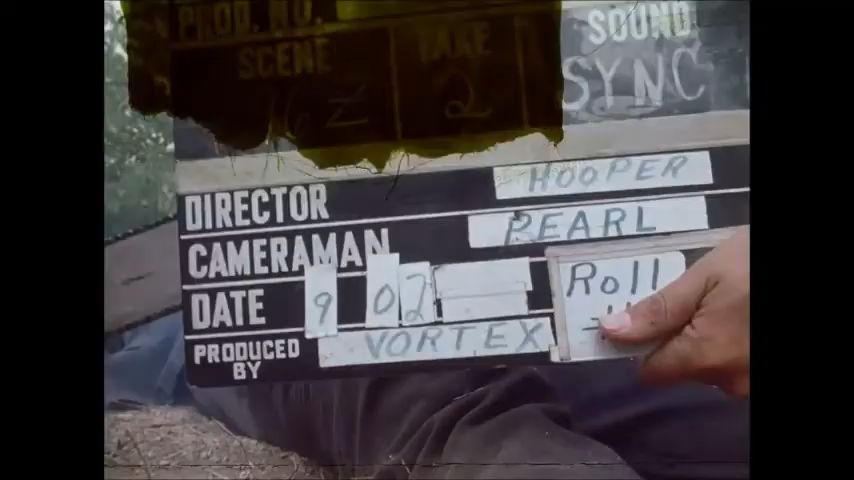 PROD. NO.
SOUND
SCENE TAKE
SYNC
2
DIRECTOR HOOPER
CAMERAMAN PEARL
DATE 9 02
Roll
PRODUCED BY VORTEX